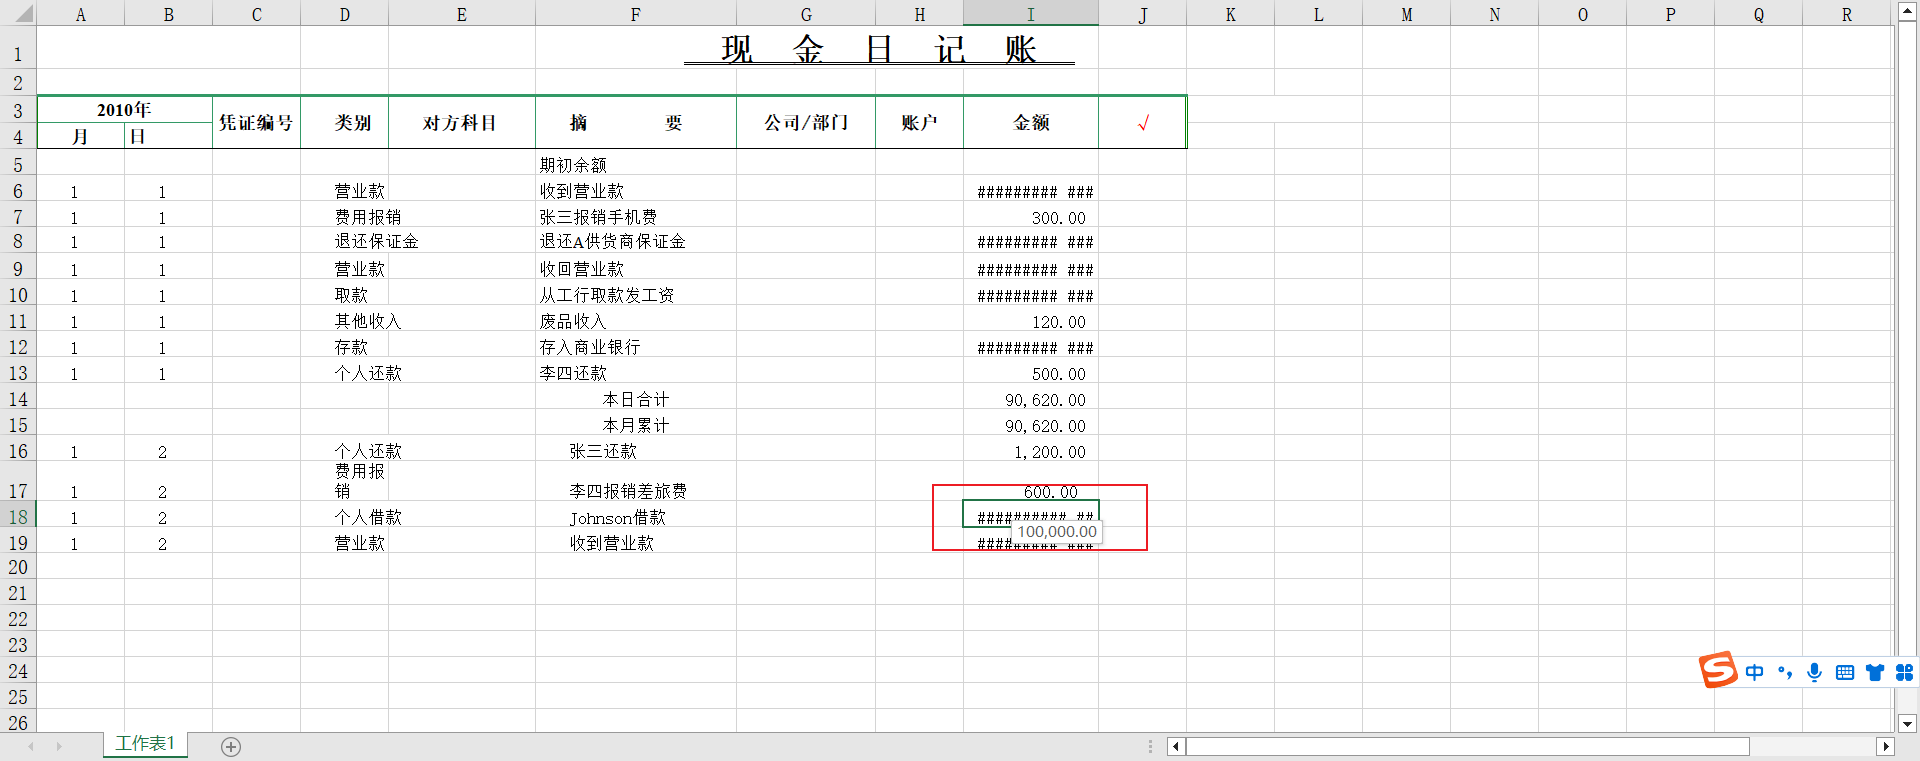 A B C D E F G H I J K L M N O P Q R
1 现 金 日 记 账
2
3 2010年 凭证编号 类别 对方科目 摘 要 公司/部门 账户 金额 √
4 月 日
5 期初余额
6 1 1 营业款 收到营业款 ######### ###
7 1 1 费用报销 张三报销手机费 300.00
8 1 1 退还保证金 退还A供货商保证金 ######### ###
9 1 1 营业款 收回营业款 ######### ###
10 1 1 取款 从工行取款发工资 ######### ###
11 1 1 其他收入 废品收入 120.00
12 1 1 存款 存入商业银行 ######### ###
13 1 1 个人还款 李四还款 500.00
14 本日合计 90,620.00
15 本月累计 90,620.00
16 1 2 个人还款 张三还款 1,200.00
费用报
17 1 2 销 李四报销差旅费 600.00
18 1 2 个人借款 Johnson借款 ########## ##
100,000.00
19 1 2 营业款 收到营业款 ######### ###
20
21
22
23
24
25
26
S 中
工作表1